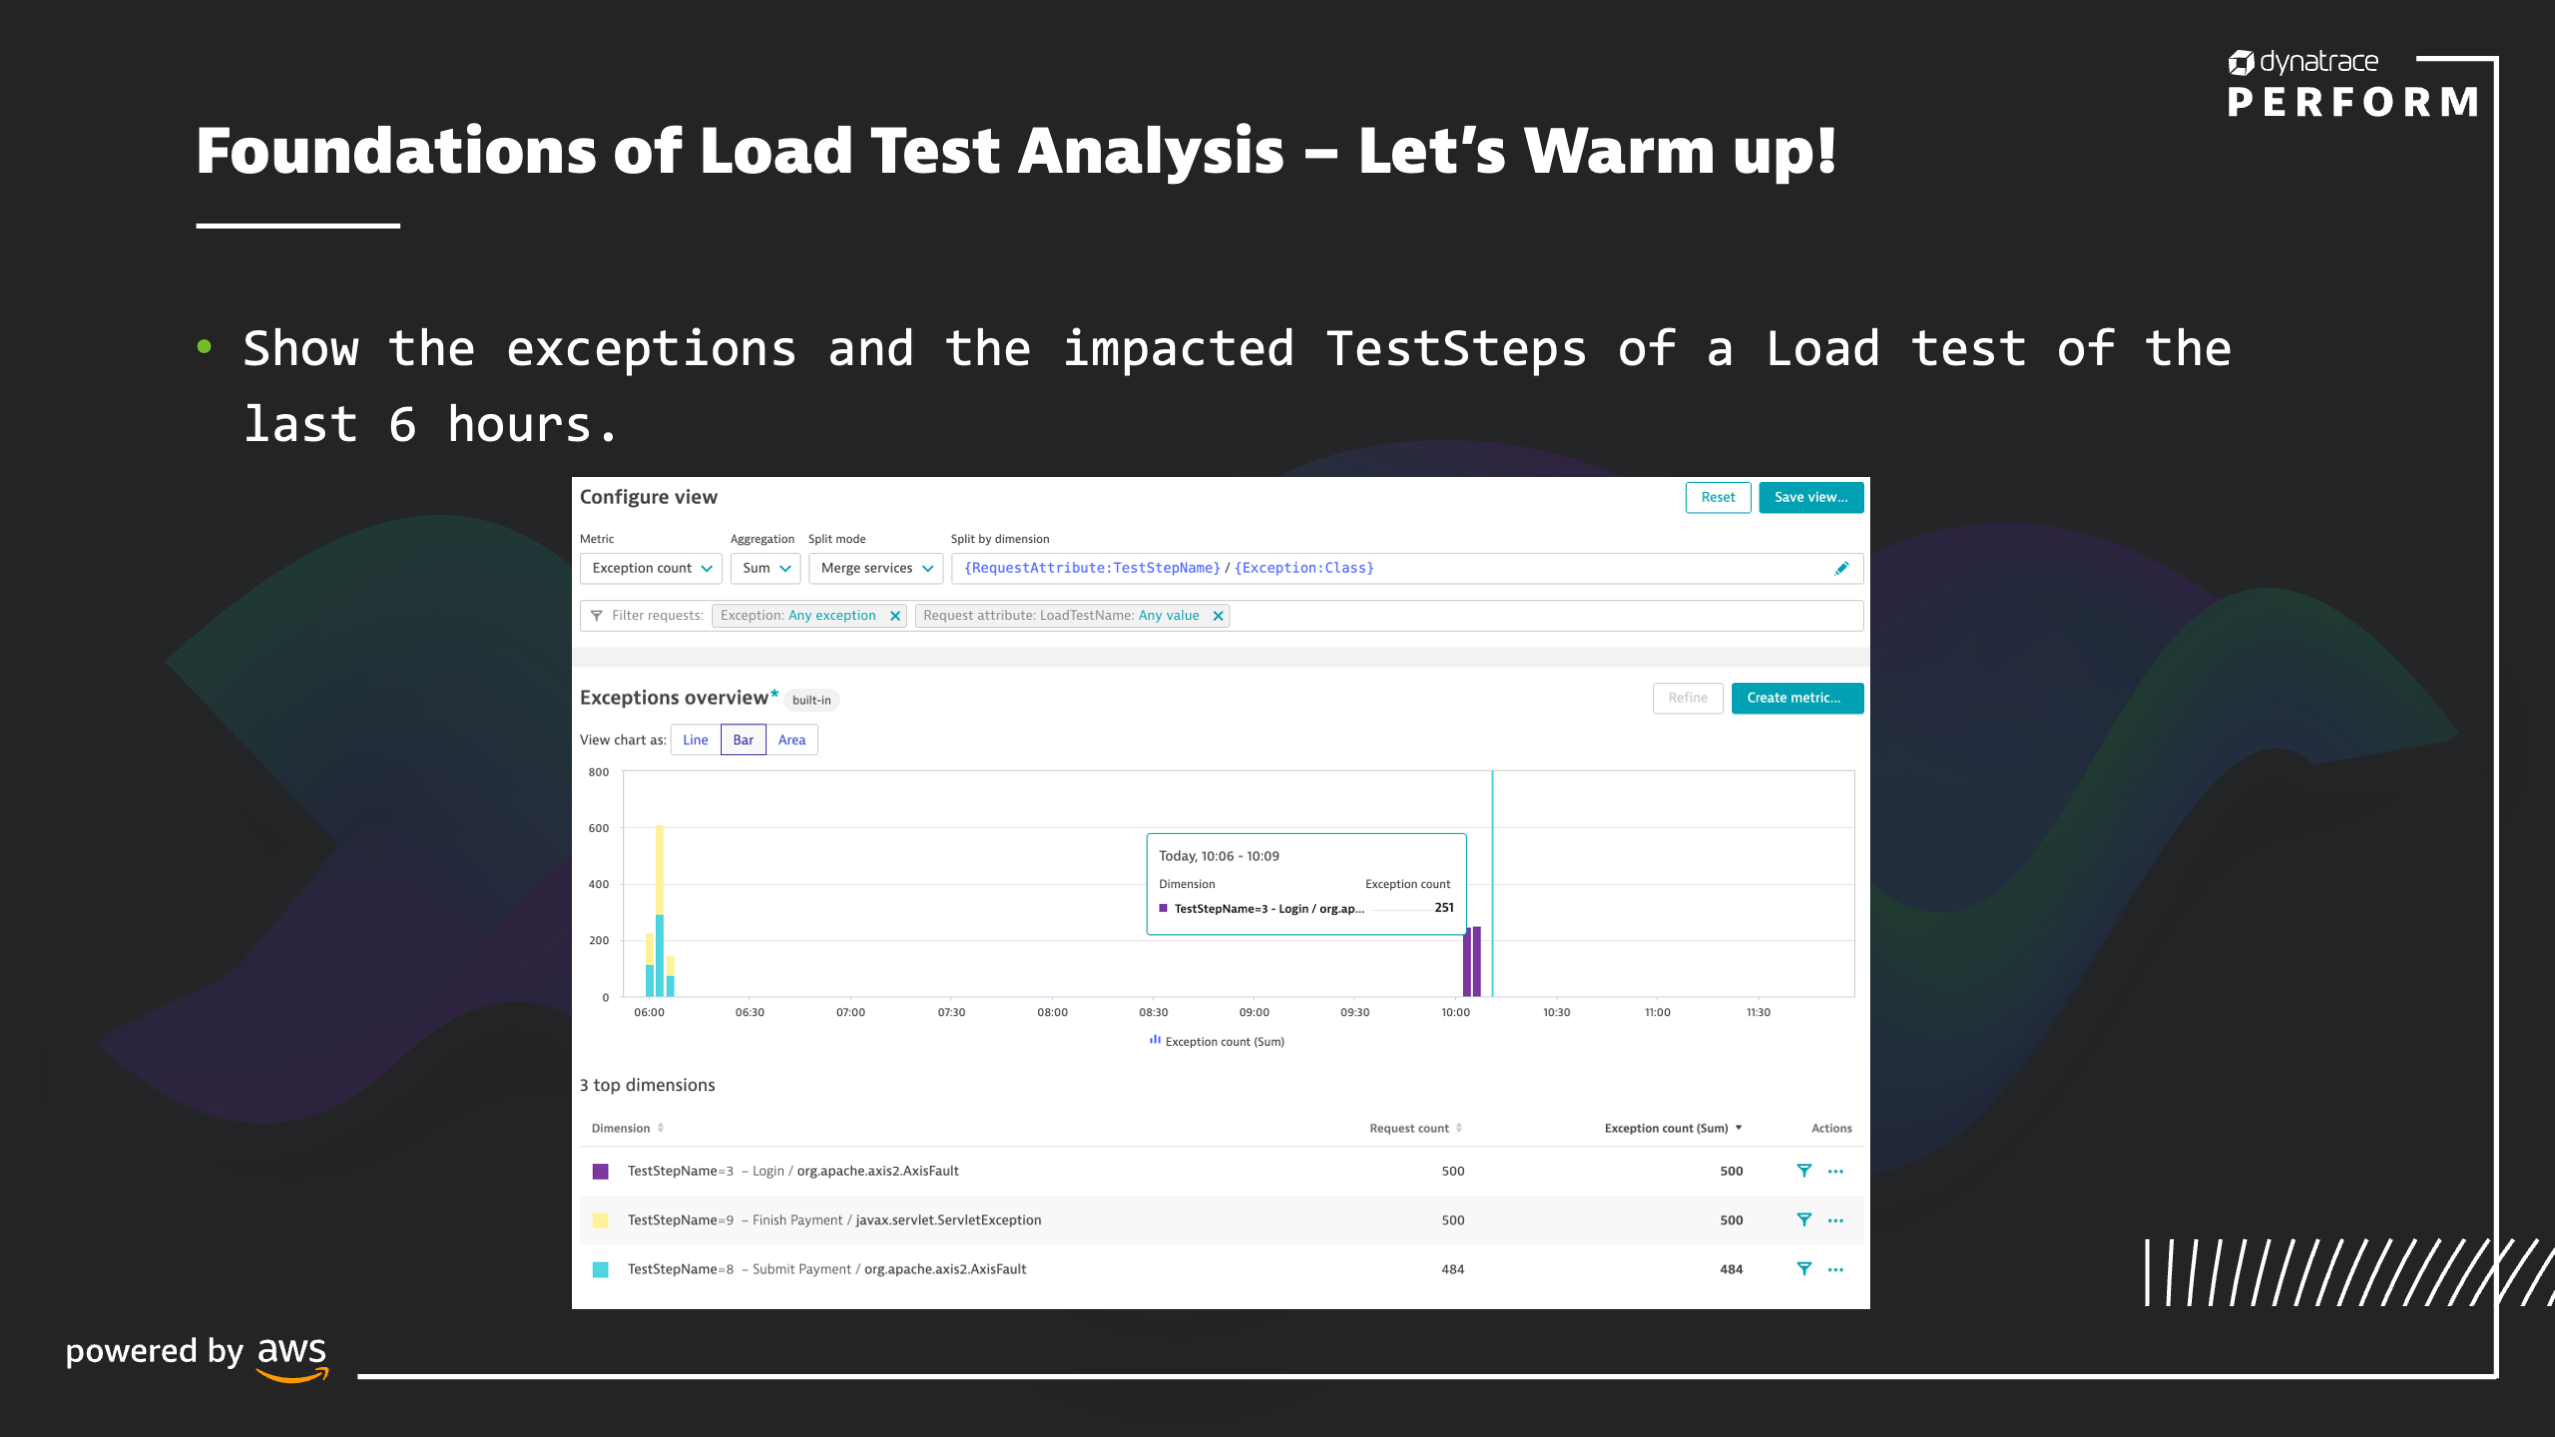 dynatrace
PERFORM
Foundations of Load Test Analysis – Let's Warm up!
• Show the exceptions and the impacted TestSteps of a Load test of the
last 6 hours.
Configure view
Reset Save view...
Metric Aggregation Split mode Split by dimension
Exception count Sum Merge services {RequestAttribute:TestStepName} / {Exception:Class}
Filter requests: Exception: Any exception Request attribute: LoadTestName: Any value
Exceptions overview* built-in
Refine Create metric...
View chart as: Line Bar Area
800
600
400
200
0
Today, 10:06 - 10:09
Dimension Exception count
TestStepName=3 - Login / org.ap... 251
06:00 06:30 07:00 07:30 08:00 08:30 09:00 09:30 10:00 10:30 11:00 11:30
Exception count (Sum)
3 top dimensions
Dimension Request count Exception count (Sum) Actions
TestStepName=3 – Login / org.apache.axis2.AxisFault 500 500
TestStepName=9 – Finish Payment / javax.servlet.ServletException 500 500
TestStepName=8 – Submit Payment / org.apache.axis2.AxisFault 484 484
powered by aws